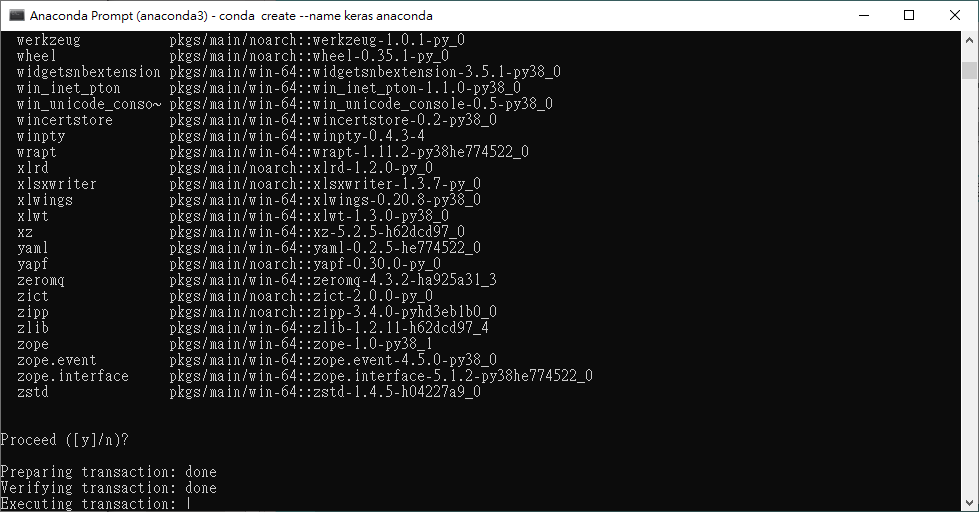 Anaconda Prompt (anaconda3) - conda  create --name keras anaconda
werkzeug pkgs/main/noarch::werkzeug-1.0.1-py_0
wheel pkgs/main/noarch::wheel-0.35.1-py_0
widgetsnbextension pkgs/main/win-64::widgetsnbextension-3.5.1-py38_0
win_inet_pton pkgs/main/win-64::win_inet_pton-1.1.0-py38_0
win_unicode_conso~ pkgs/main/win-64::win_unicode_console-0.5-py38_0
wincertstore pkgs/main/win-64::wincertstore-0.2-py38_0
winpty pkgs/main/win-64::winpty-0.4.3-4
wrapt pkgs/main/win-64::wrapt-1.11.2-py38he774522_0
xlrd pkgs/main/noarch::xlrd-1.2.0-py_0
xlsxwriter pkgs/main/noarch::xlsxwriter-1.3.7-py_0
xlwings pkgs/main/win-64::xlwings-0.20.8-py38_0
xlwt pkgs/main/win-64::xlwt-1.3.0-py38_0
xz pkgs/main/win-64::xz-5.2.5-h62dcd97_0
yaml pkgs/main/win-64::yaml-0.2.5-he774522_0
yapf pkgs/main/noarch::yapf-0.30.0-py_0
zeromq pkgs/main/win-64::zeromq-4.3.2-ha925a31_3
zict pkgs/main/noarch::zict-2.0.0-py_0
zipp pkgs/main/noarch::zipp-3.4.0-pyhd3eb1b0_0
zlib pkgs/main/win-64::zlib-1.2.11-h62dcd97_4
zope pkgs/main/win-64::zope-1.0-py38_1
zope.event pkgs/main/win-64::zope.event-4.5.0-py38_0
zope.interface pkgs/main/win-64::zope.interface-5.1.2-py38he774522_0
zstd pkgs/main/win-64::zstd-1.4.5-h04227a9_0
Proceed ([y]/n)?
Preparing transaction: done
Verifying transaction: done
Executing transaction: |